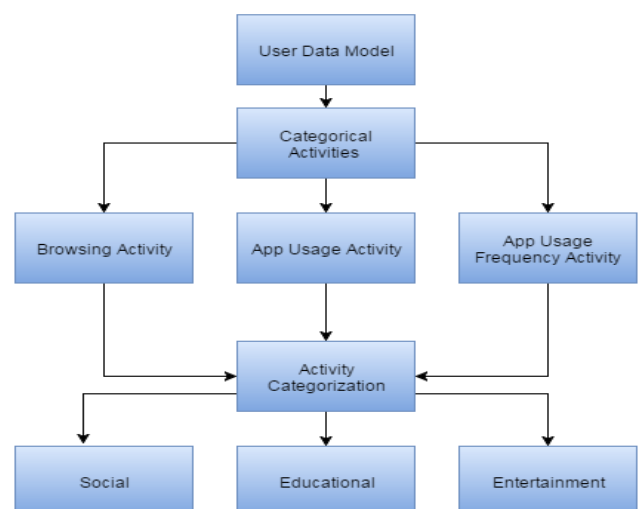 User Data Model
Categorical
Activities
Browsing Activity
App Usage Activity
App Usage
Frequency Activity
Activity
Categorization
Social
Educational
Entertainment